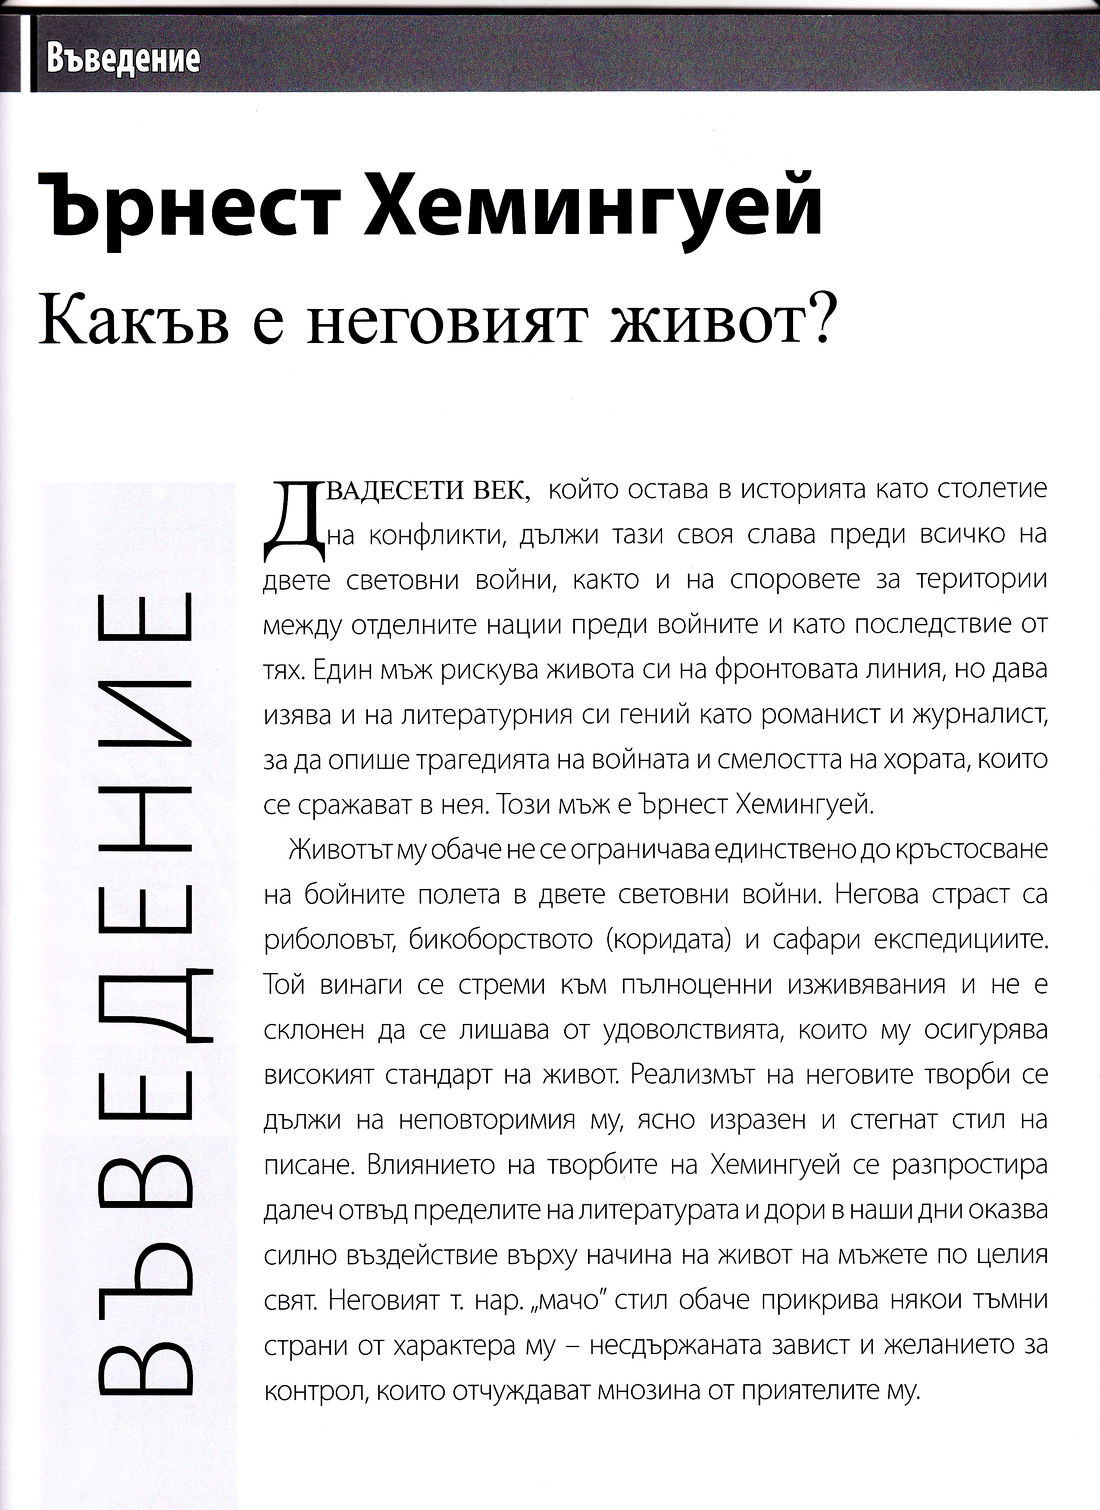 Въведение
Ърнест Хемингуей
Какъв е неговият живот?
ВЪВЕДЕНИЕ
ДВАДЕСЕТИ ВЕК, който остава в историята като столетие
на конфликти, дължи тази своя слава преди всичко на
двете световни войни, както и на споровете за територии
между отделните нации преди войните и като последствие от
тях. Един мъж рискува живота си на фронтовата линия, но дава
изява и на литературния си гений като романист и журналист,
за да опише трагедията на войната и смелостта на хората, които
се сражават в нея. Този мъж е Ърнест Хемингуей.
Животът му обаче не се ограничава единствено до кръстосване
на бойните полета в двете световни войни. Негова страст са
риболовът, бикоборството (коридата) и сафари експедициите.
Той винаги се стреми към пълноценни изживявания и не е
склонен да се лишава от удоволствията, които му осигурява
високият стандарт на живот. Реализмът на неговите творби се
дължи на неповторимия му, ясно изразен и стегнат стил на
писане. Влиянието на творбите на Хемингуей се разпростира
далеч отвъд пределите на литературата и дори в наши дни оказва
силно въздействие върху начина на живот на мъжете по целия
свят. Неговият т. нар. „мачо” стил обаче прикрива някои тъмни
страни от характера му – несдържаната завист и желанието за
контрол, които отчуждават мнозина от приятелите му.